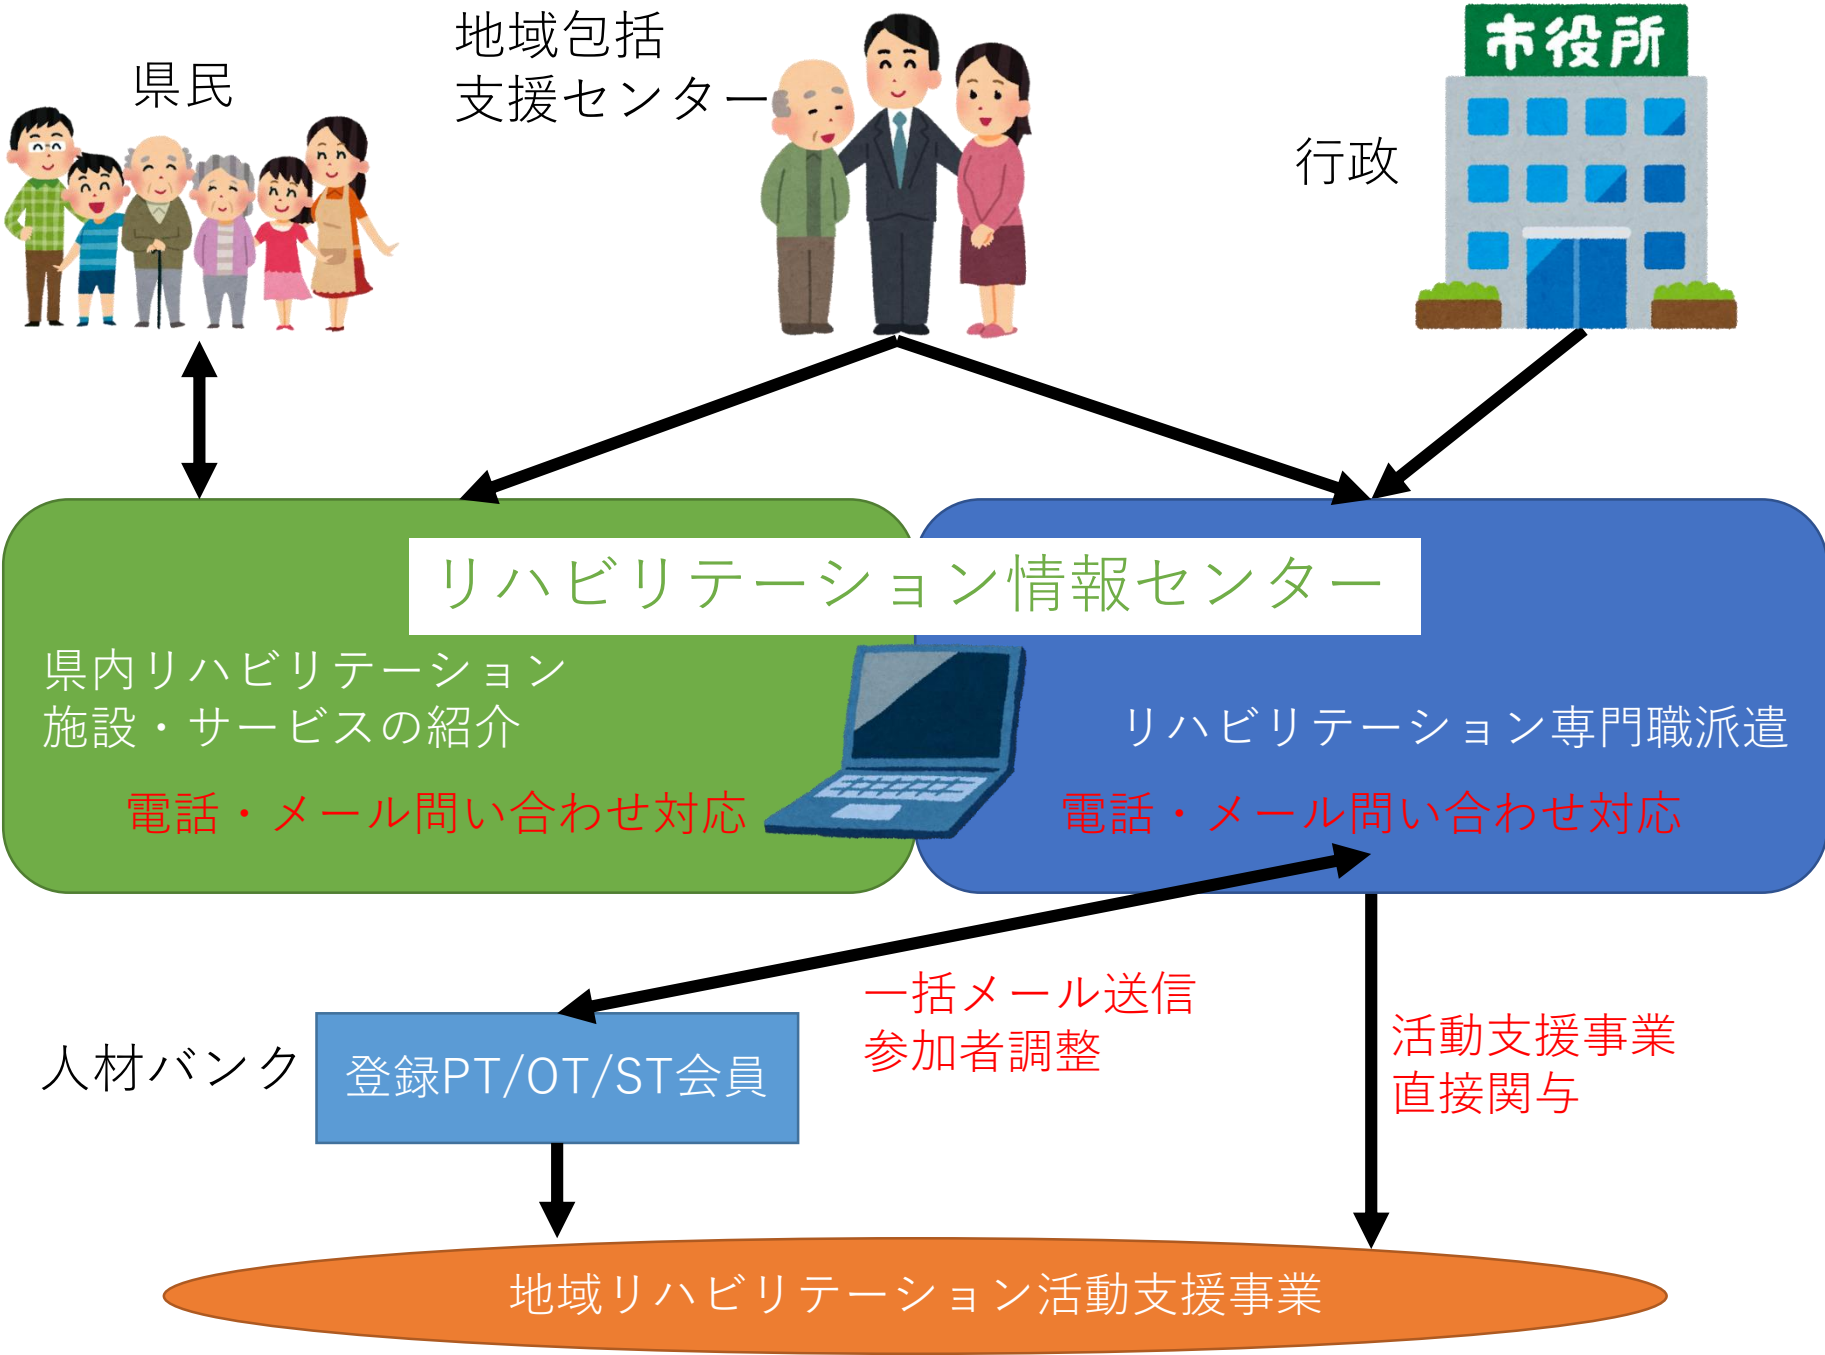 県民
地域包括
支援センター
市役所
行政
リハビリテーション情報センター
県内リハビリテーション
施設・サービスの紹介
電話・メール問い合わせ対応
リハビリテーション専門職派遣
電話・メール問い合わせ対応
一括メール送信
参加者調整
活動支援事業
直接関与
人材バンク
登録PT/OT/ST会員
地域リハビリテーション活動支援事業